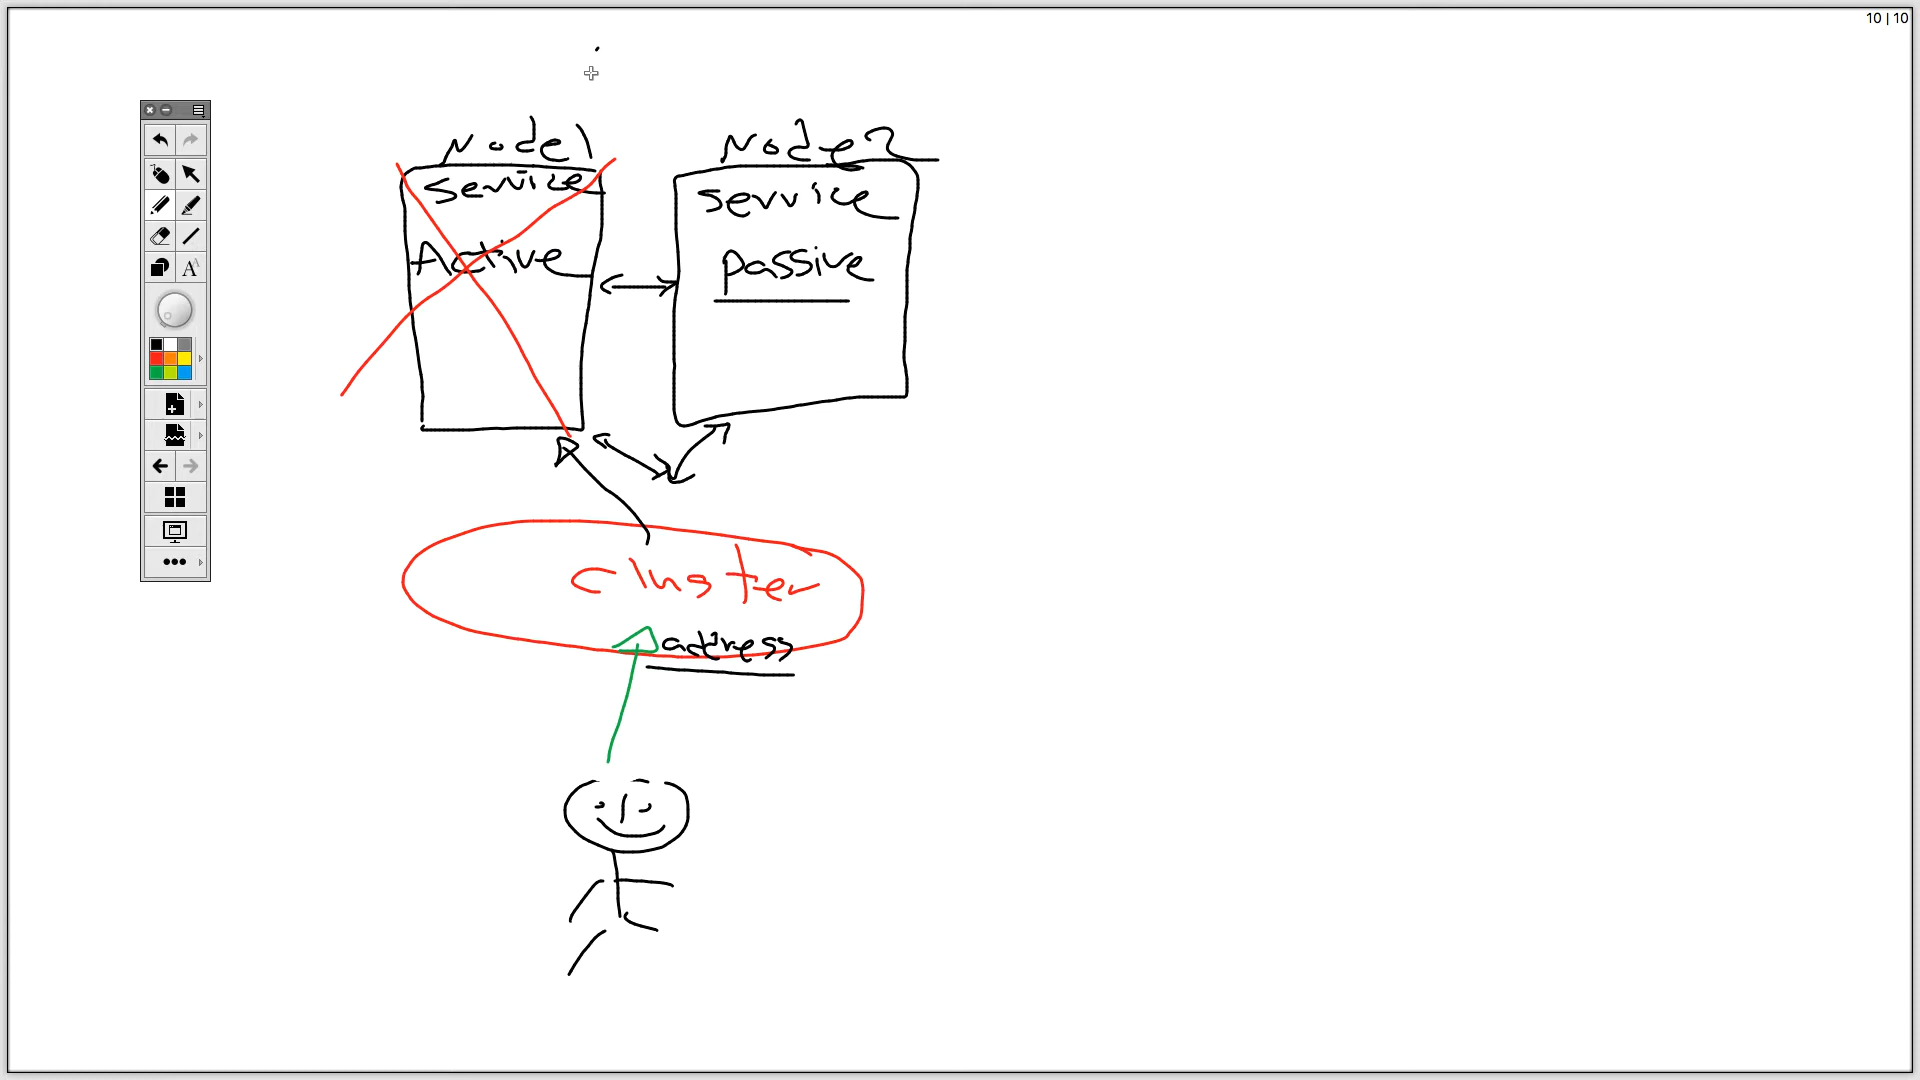 10 | 10
Node1
Node2
Service
Service
Active
passive
cluster
address